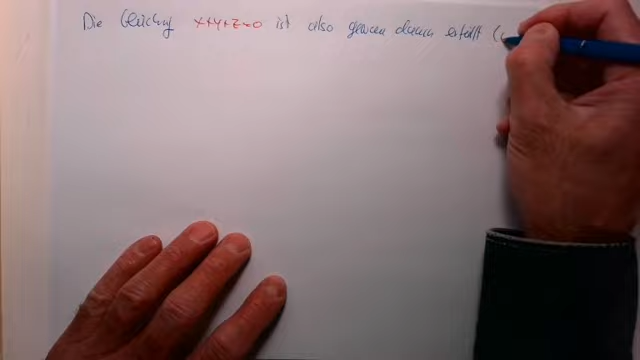 Die Gleichung x+y+z=0 ist also genau dann erfüllt (